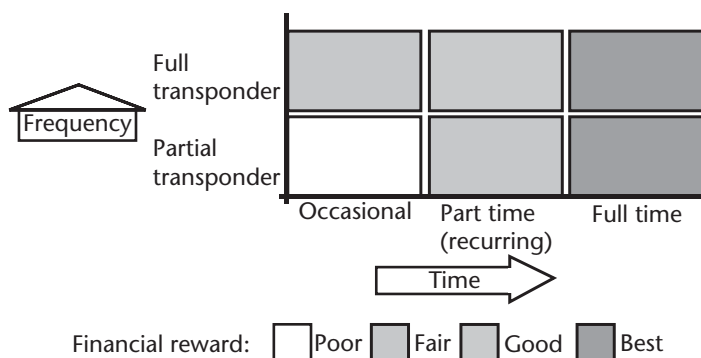 Full
transponder
Frequency
Partial
transponder
Occasional
Part time
(recurring)
Full time
Time
Financial reward: Poor Fair Good Best